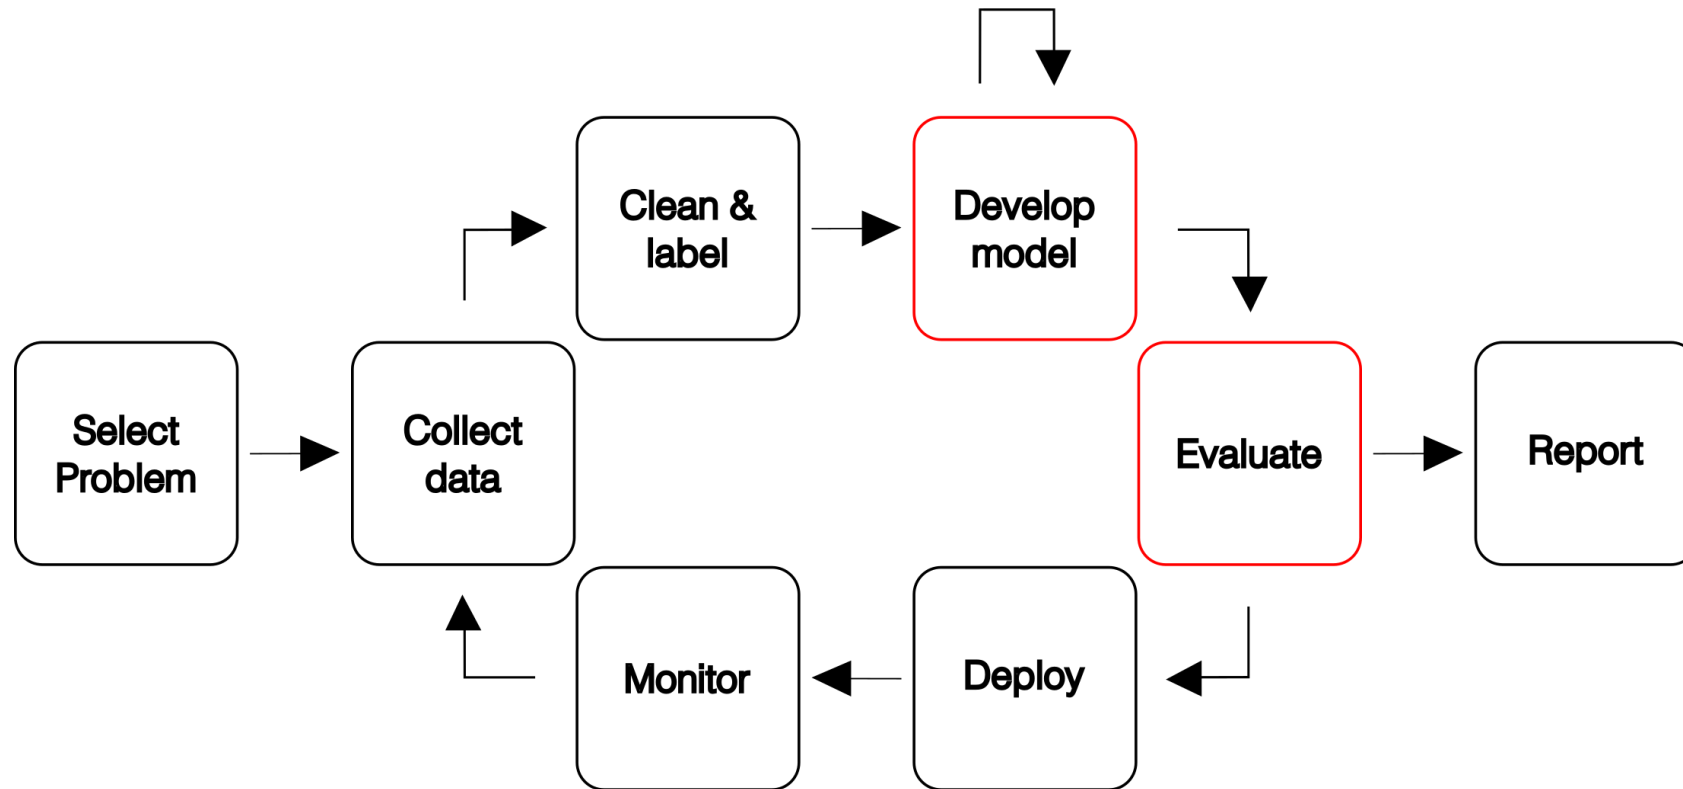 Select
Problem
Collect
data
Clean &
label
Develop
model
Evaluate
Report
Deploy
Monitor